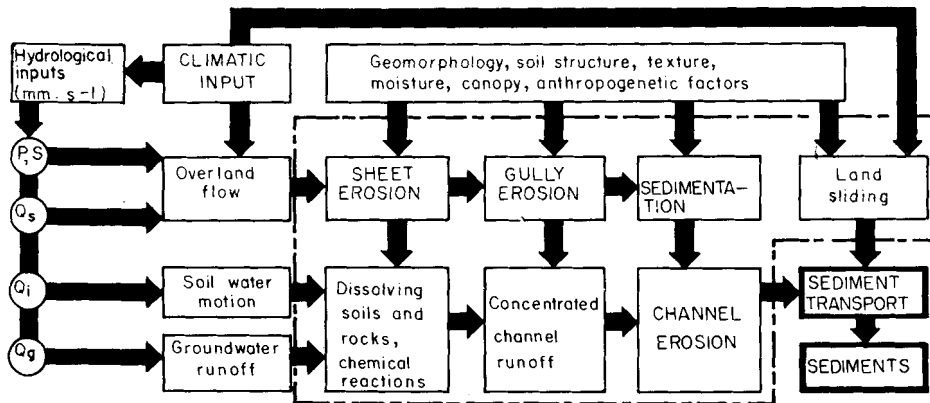 Hydrological
inputs
(mm. s-1)
CLIMATIC
INPUT
Geomorphology, soil structure, texture,
moisture, canopy, anthropogenetic factors
P, S
Overland
flow
SHEET
EROSION
GULLY
EROSION
SEDIMENTA-
TION
Land
sliding
Qs
Qi
Soil water
motion
Dissolving
soils and
rocks,
chemical
reactions
Concentrated
channel
runoff
CHANNEL
EROSION
SEDIMENT
TRANSPORT
Qg
Groundwater
runoff
SEDIMENTS